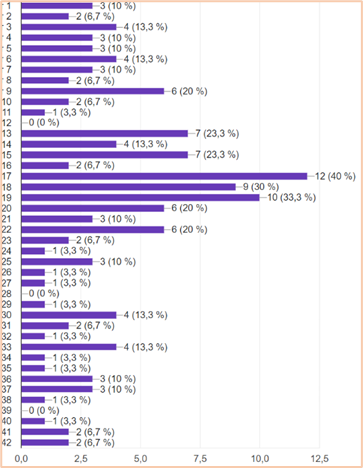 1 3 (10 %)
2 2 (6,7 %)
3 4 (13,3 %)
4 3 (10 %)
5 3 (10 %)
6 4 (13,3 %)
7 3 (10 %)
8 2 (6,7 %)
9 6 (20 %)
10 2 (6,7 %)
11 1 (3,3 %)
12 0 (0 %)
13 7 (23,3 %)
14 4 (13,3 %)
15 7 (23,3 %)
16 2 (6,7 %)
17 12 (40 %)
18 9 (30 %)
19 10 (33,3 %)
20 6 (20 %)
21 3 (10 %)
22 6 (20 %)
23 2 (6,7 %)
24 1 (3,3 %)
25 3 (10 %)
26 1 (3,3 %)
27 1 (3,3 %)
28 0 (0 %)
29 1 (3,3 %)
30 4 (13,3 %)
31 2 (6,7 %)
32 1 (3,3 %)
33 4 (13,3 %)
34 1 (3,3 %)
35 1 (3,3 %)
36 3 (10 %)
37 3 (10 %)
38 1 (3,3 %)
39 0 (0 %)
40 1 (3,3 %)
41 2 (6,7 %)
42 2 (6,7 %)
0,0 2,5 5,0 7,5 10,0 12,5